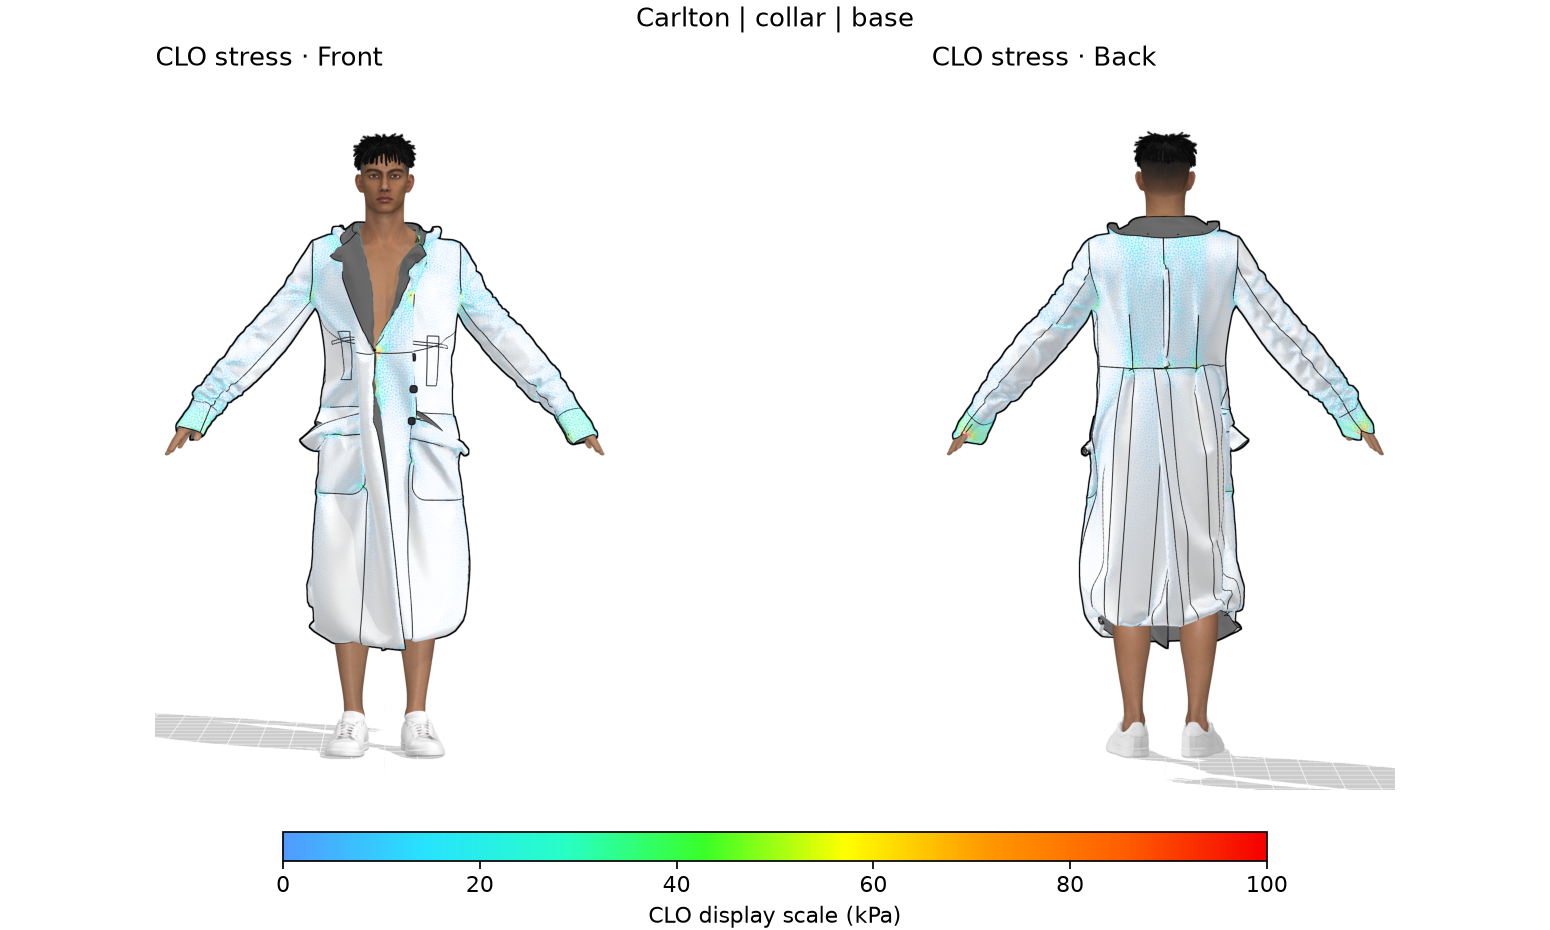 Carlton | collar | base
CLO stress · Front
CLO stress · Back
0 20 40 60 80 100
CLO display scale (kPa)